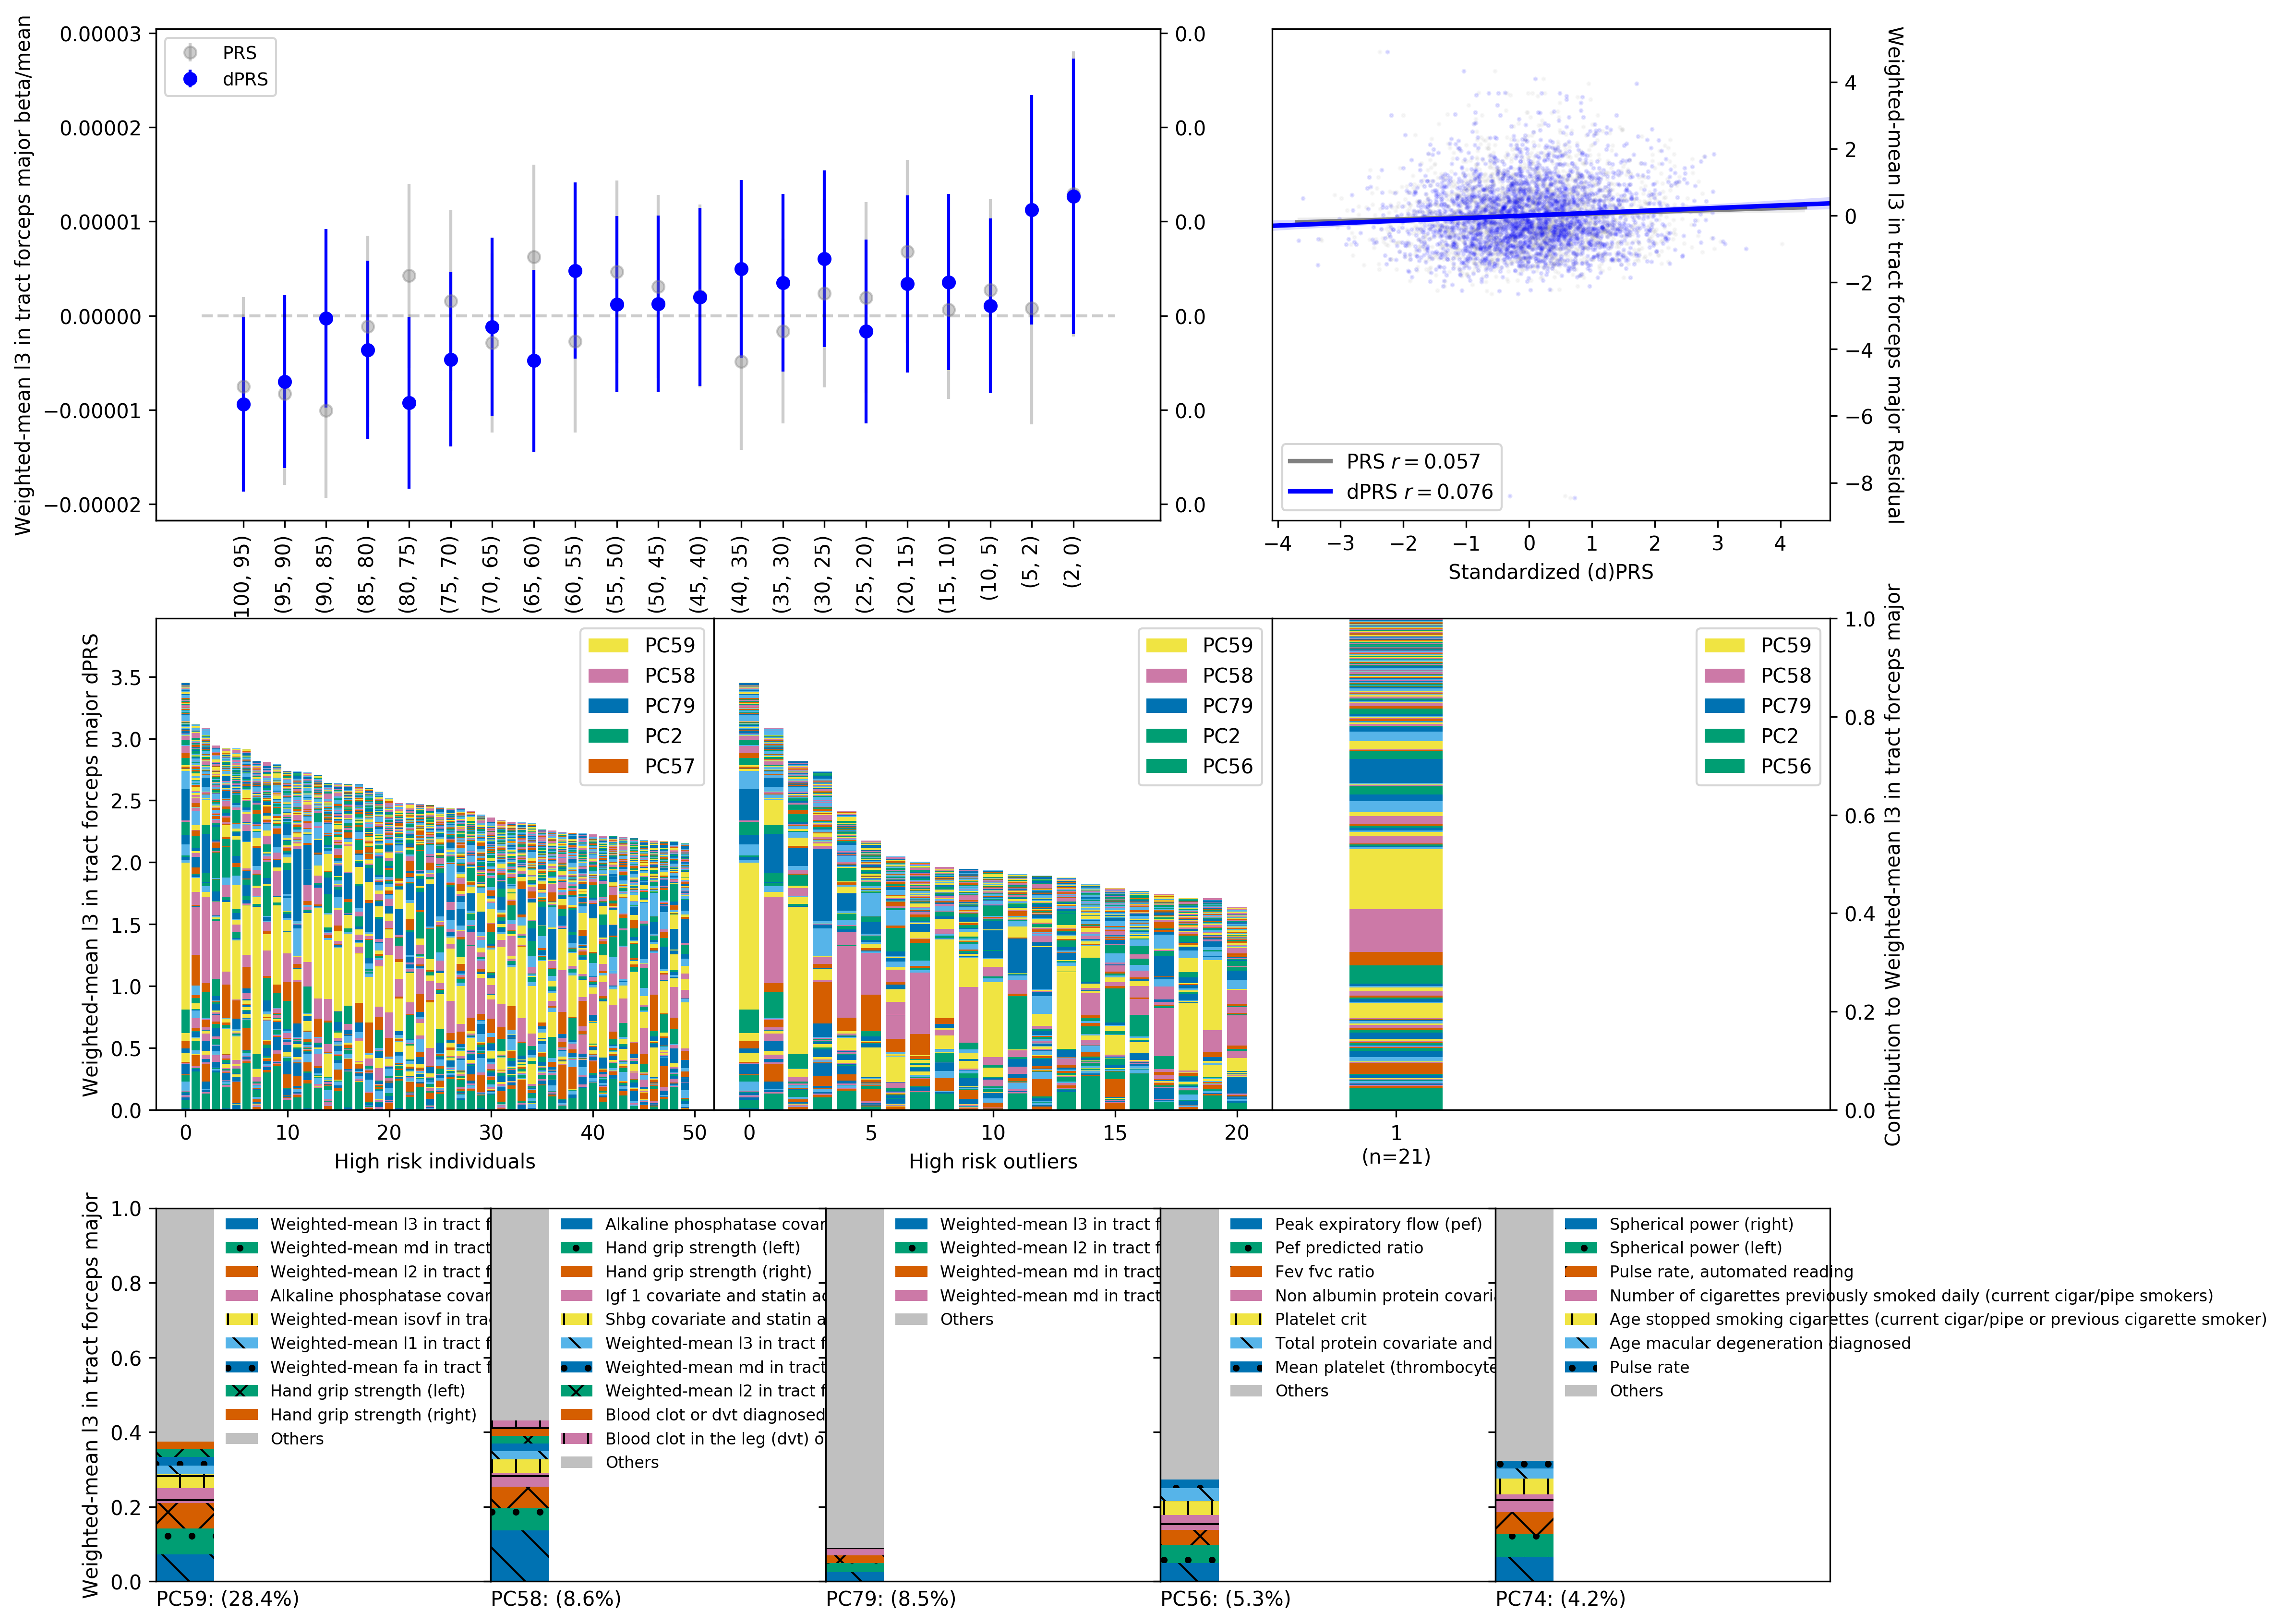 Weighted-mean l3 in tract forceps major beta/mean
0.00003
0.00002
0.00001
0.00000
−0.00001
−0.00002
PRS
dPRS
0.0
0.0
0.0
0.0
0.0
0.0
100, 95)
(95, 90)
(90, 85)
(85, 80)
(80, 75)
(75, 70)
(70, 65)
(65, 60)
(60, 55)
(55, 50)
(50, 45)
(45, 40)
(40, 35)
(35, 30)
(30, 25)
(25, 20)
(20, 15)
(15, 10)
(10, 5)
(5, 2)
(2, 0)
PRS r = 0.057
dPRS r = 0.076
4
2
0
−2
−4
−6
−8
Weighted-mean l3 in tract forceps major Residual
−4 −3 −2 −1 0 1 2 3 4
Standardized (d)PRS
Weighted-mean l3 in tract forceps major dPRS
3.5
3.0
2.5
2.0
1.5
1.0
0.5
0.0
PC59
PC58
PC79
PC2
PC57
0 10 20 30 40 50
High risk individuals
PC59
PC58
PC79
PC2
PC56
0 5 10 15 20
High risk outliers
PC59
PC58
PC79
PC2
PC56
1
(n=21)
1.0
0.8
0.6
0.4
0.2
0.0
Contribution to Weighted-mean l3 in tract forceps major
Weighted-mean l3 in tract forceps major
1.0
0.8
0.6
0.4
0.2
0.0
Weighted-mean l3 in tract f
Weighted-mean md in tract
Weighted-mean l2 in tract f
Alkaline phosphatase covar
Weighted-mean isovf in tra
Weighted-mean l1 in tract f
Weighted-mean fa in tract f
Hand grip strength (left)
Hand grip strength (right)
Others
PC59: (28.4%)
Alkaline phosphatase covar
Hand grip strength (left)
Hand grip strength (right)
Igf 1 covariate and statin a
Shbg covariate and statin a
Weighted-mean l3 in tract f
Weighted-mean md in tract
Weighted-mean l2 in tract f
Blood clot or dvt diagnosed
Blood clot in the leg (dvt) o
Others
PC58: (8.6%)
Weighted-mean l3 in tract f
Weighted-mean l2 in tract f
Weighted-mean md in tract
Weighted-mean md in tract
Others
PC79: (8.5%)
Peak expiratory flow (pef)
Pef predicted ratio
Fev fvc ratio
Non albumin protein covari
Platelet crit
Total protein covariate and
Mean platelet (thrombocyte
Others
PC56: (5.3%)
Spherical power (right)
Spherical power (left)
Pulse rate, automated reading
Number of cigarettes previously smoked daily (current cigar/pipe smokers)
Age stopped smoking cigarettes (current cigar/pipe or previous cigarette smoker)
Age macular degeneration diagnosed
Pulse rate
Others
PC74: (4.2%)